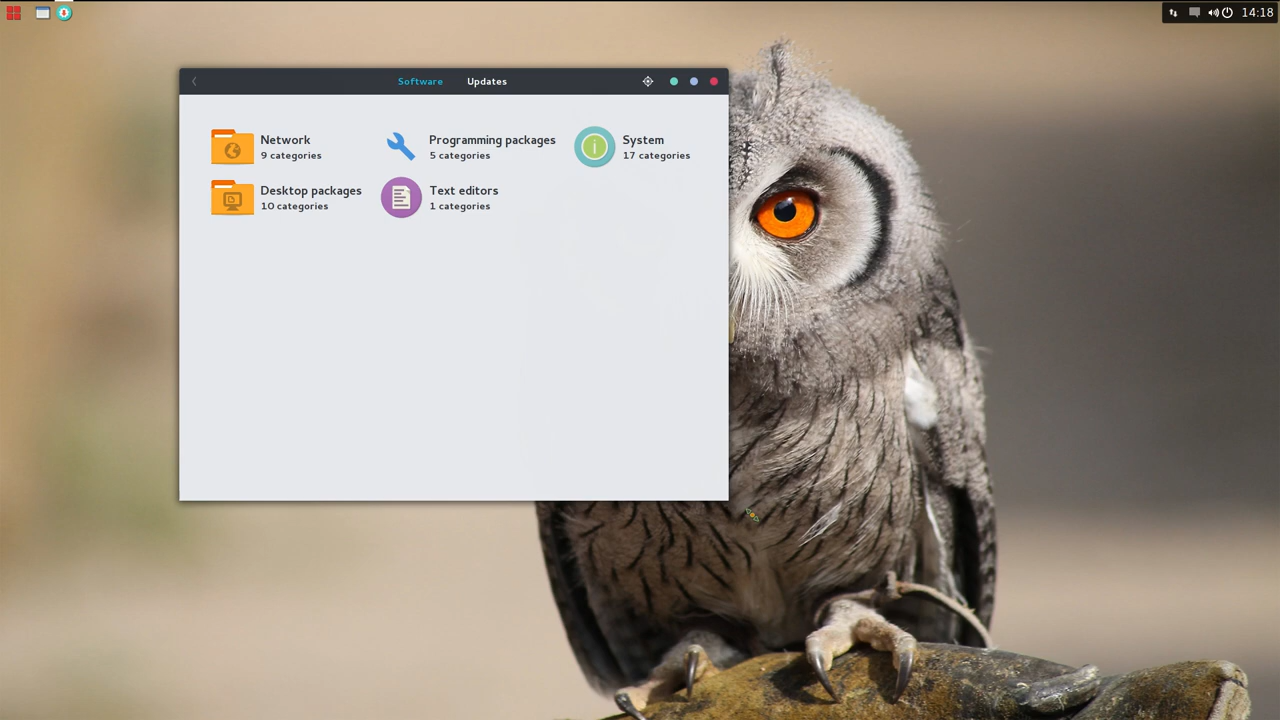 14:18
Software
Updates
Network
9 categories
Programming packages
5 categories
System
17 categories
Desktop packages
10 categories
Text editors
1 categories